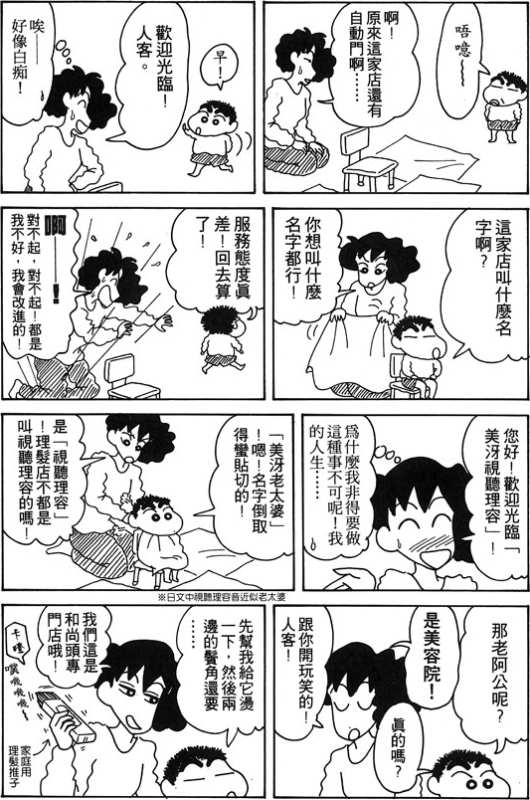 唔噫～
啊！
原來這家店還有
自動門啊……
早！
歡迎光臨！
人客。
唉——
好像白痴！
這家店叫什麼名
字啊？
你想叫什麼
名字都行！
服務態度真
差！回去算
了！
啊——！
對不起，對不起！都是
我不好，我會改進的！
您好！歡迎光臨「
美冴視聽理容」！
為什麼我非得要做
這種事不可呢！我
的人生……
「美冴老太婆」
！嗯！名字倒取
得蠻貼切的！
是「視聽理容」
！理髮店不都是
叫視聽理容的嗎！
※日文中視聽理容音近似老太婆
那老阿公呢？
是美容院！
真的嗎？
跟你開玩笑的！
人客！
先幫我給它燙
一下，然後兩
邊的鬢角還要
……
我們這是
和尚頭專
門店哦！
家庭用
理髮推子